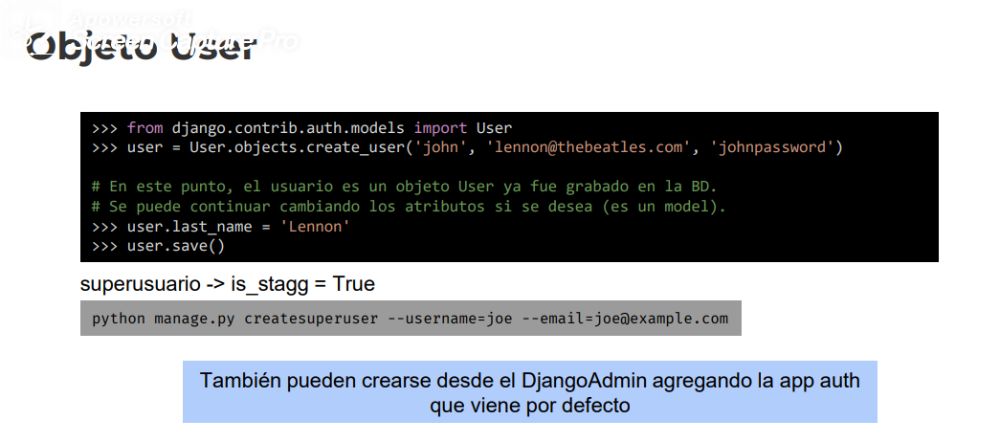 Apowersoft
Screen Capture Pro
Objeto User
>>> from django.contrib.auth.models import User
>>> user = User.objects.create_user('john', 'lennon@thebeatles.com', 'johnpassword')
# En este punto, el usuario es un objeto User ya fue grabado en la BD.
# Se puede continuar cambiando los atributos si se desea (es un model).
>>> user.last_name = 'Lennon'
>>> user.save()
superusuario -> is_stagg = True
python manage.py createsuperuser --username=joe --email=joe@example.com
También pueden crearse desde el DjangoAdmin agregando la app auth
que viene por defecto